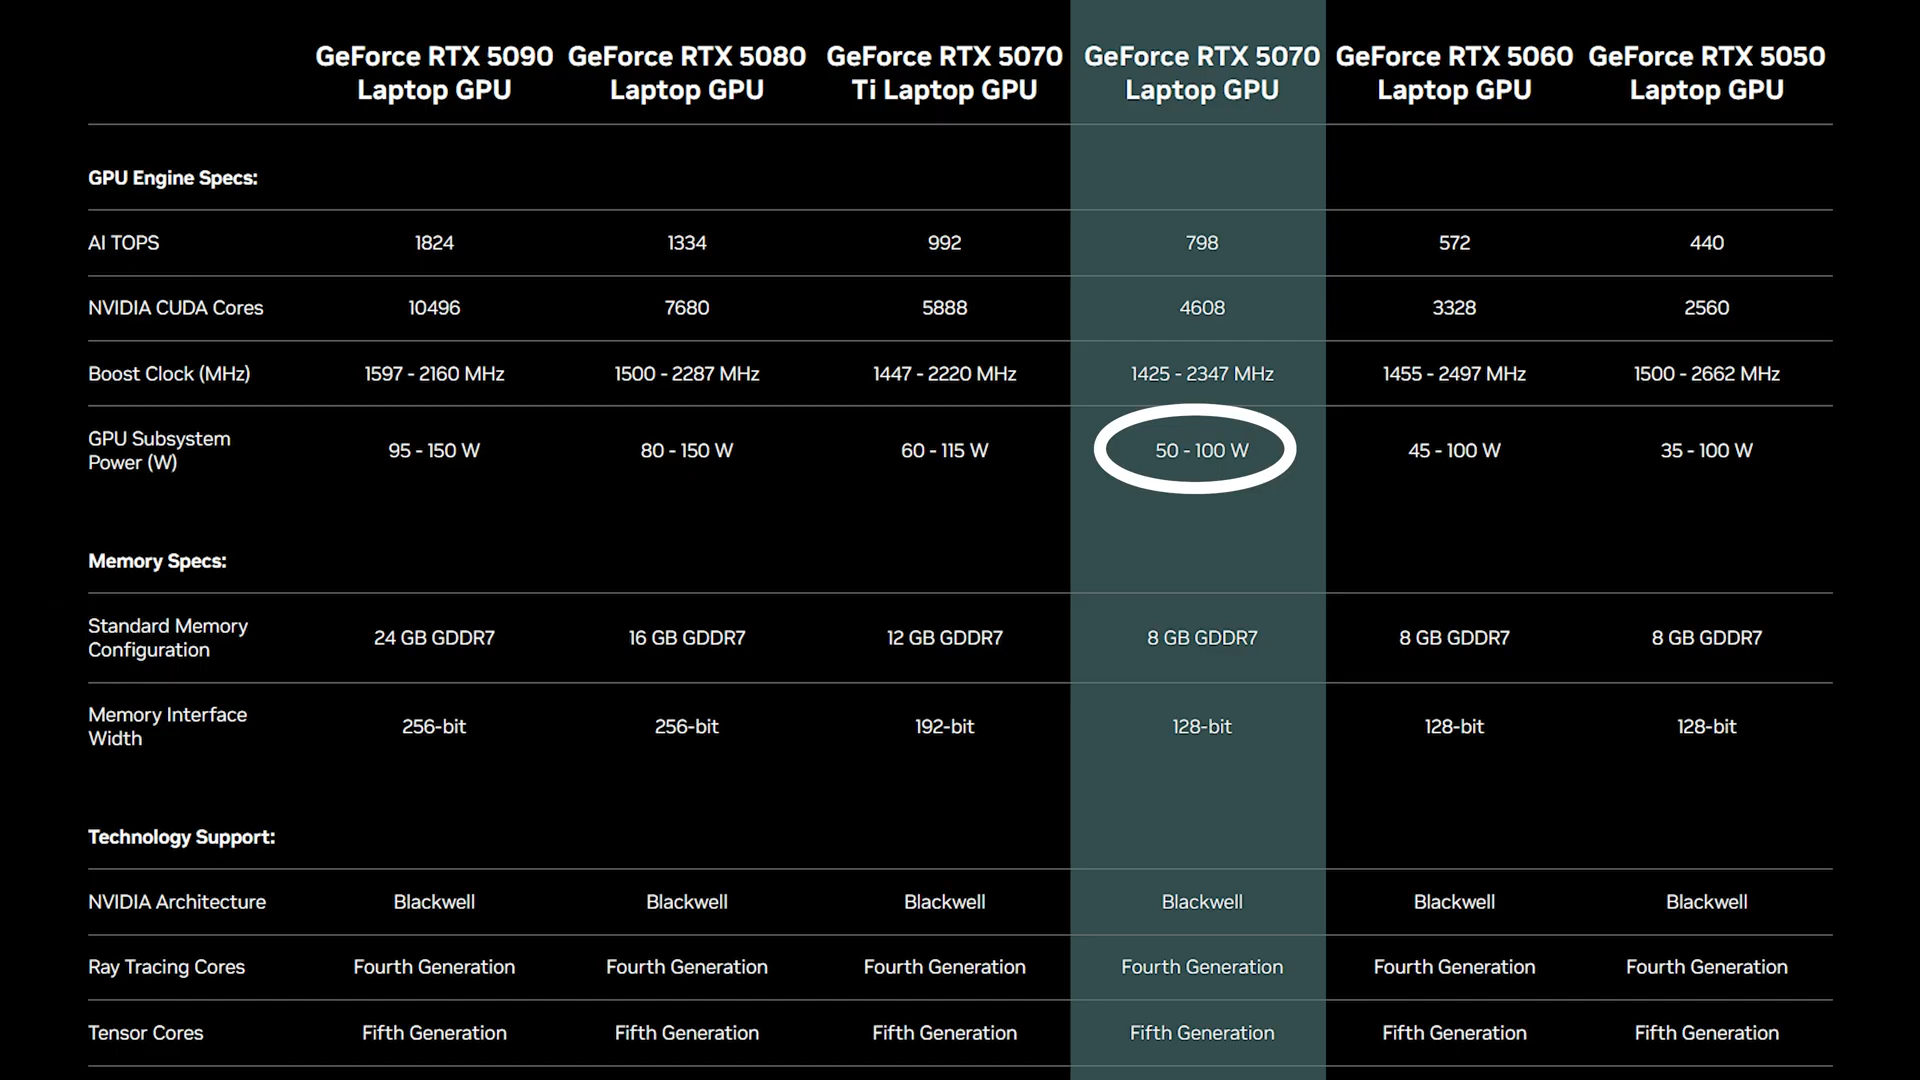 GeForce RTX 5090 Laptop GPU GeForce RTX 5080 Laptop GPU GeForce RTX 5070 Ti Laptop GPU GeForce RTX 5070 Laptop GPU GeForce RTX 5060 Laptop GPU GeForce RTX 5050 Laptop GPU
GPU Engine Specs:
AI TOPS 1824 1334 992 798 572 440
NVIDIA CUDA Cores 10496 7680 5888 4608 3328 2560
Boost Clock (MHz) 1597 - 2160 MHz 1500 - 2287 MHz 1447 - 2220 MHz 1425 - 2347 MHz 1455 - 2497 MHz 1500 - 2662 MHz
GPU Subsystem Power (W) 95 - 150 W 80 - 150 W 60 - 115 W 50 - 100 W 45 - 100 W 35 - 100 W
Memory Specs:
Standard Memory Configuration 24 GB GDDR7 16 GB GDDR7 12 GB GDDR7 8 GB GDDR7 8 GB GDDR7 8 GB GDDR7
Memory Interface Width 256-bit 256-bit 192-bit 128-bit 128-bit 128-bit
Technology Support:
NVIDIA Architecture Blackwell Blackwell Blackwell Blackwell Blackwell Blackwell
Ray Tracing Cores Fourth Generation Fourth Generation Fourth Generation Fourth Generation Fourth Generation Fourth Generation
Tensor Cores Fifth Generation Fifth Generation Fifth Generation Fifth Generation Fifth Generation Fifth Generation